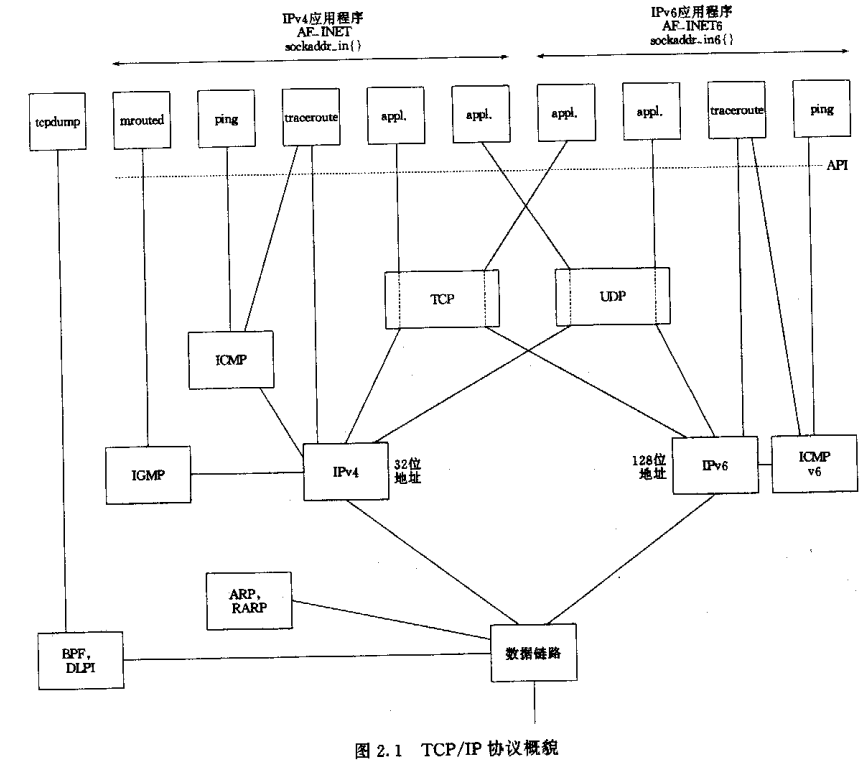 IPv4应用程序
AF_INET
sockaddr_in{}
IPv6应用程序
AF_INET6
sockaddr_in6{}
tcpdump
mrouted
ping
traceroute
appl.
appl.
appl.
appl.
traceroute
ping
API
TCP
UDP
ICMP
IGMP
IPv4
32位
地址
128位
地址
IPv6
ICMP
v6
ARP,
RARP
BPF,
DLPI
数据链路
图 2.1 TCP/IP 协议概貌